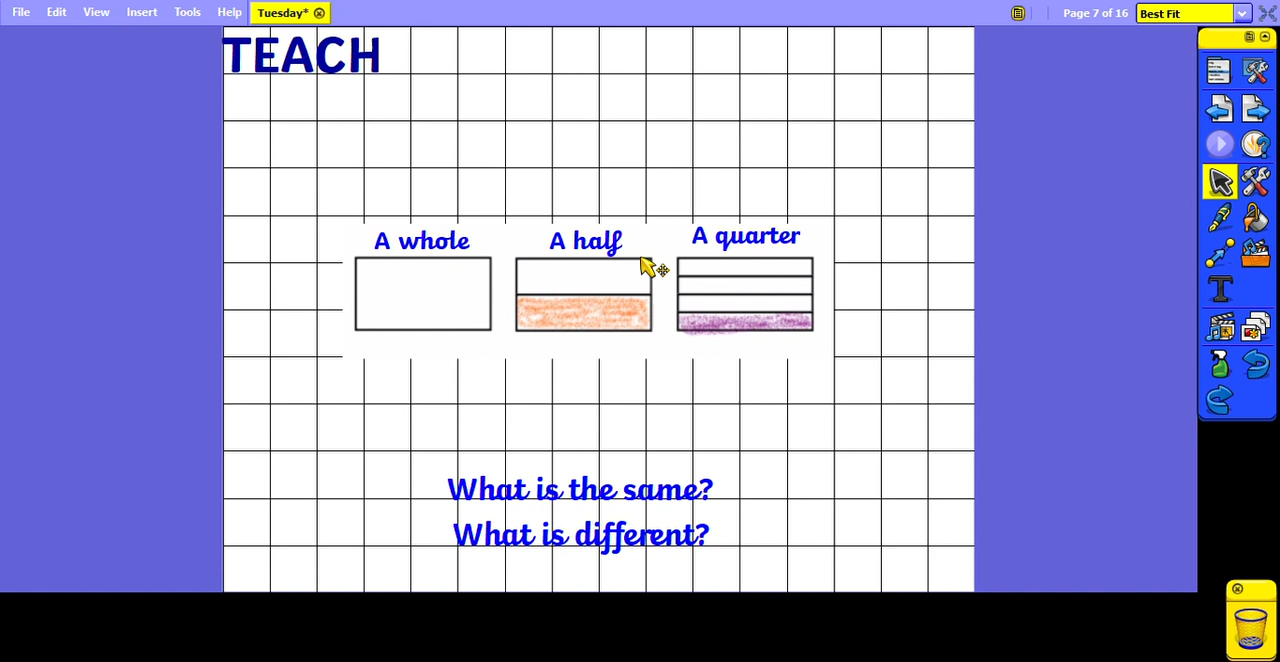 File Edit View Insert Tools Help Tuesday* Page 7 of 16 Best Fit
TEACH
A whole A half A quarter
What is the same?
What is different?